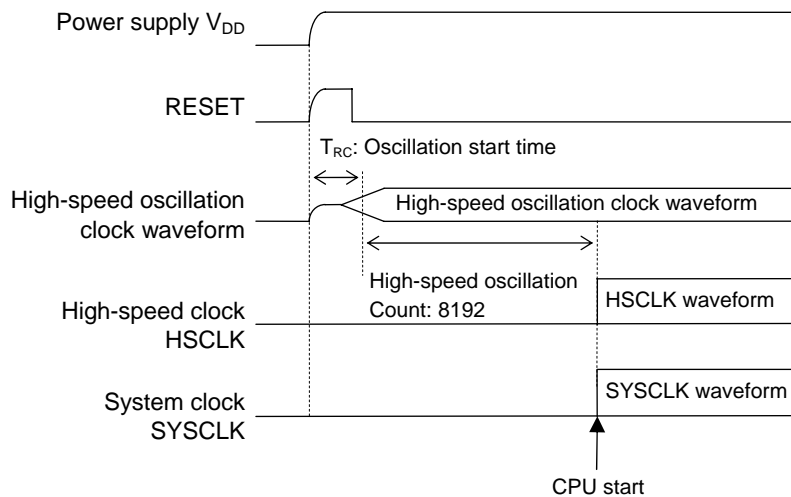 Power supply VDD
RESET
TRC: Oscillation start time
High-speed oscillation
clock waveform
High-speed oscillation clock waveform
High-speed oscillation
Count: 8192
High-speed clock
HSCLK
HSCLK waveform
System clock
SYSCLK
SYSCLK waveform
CPU start